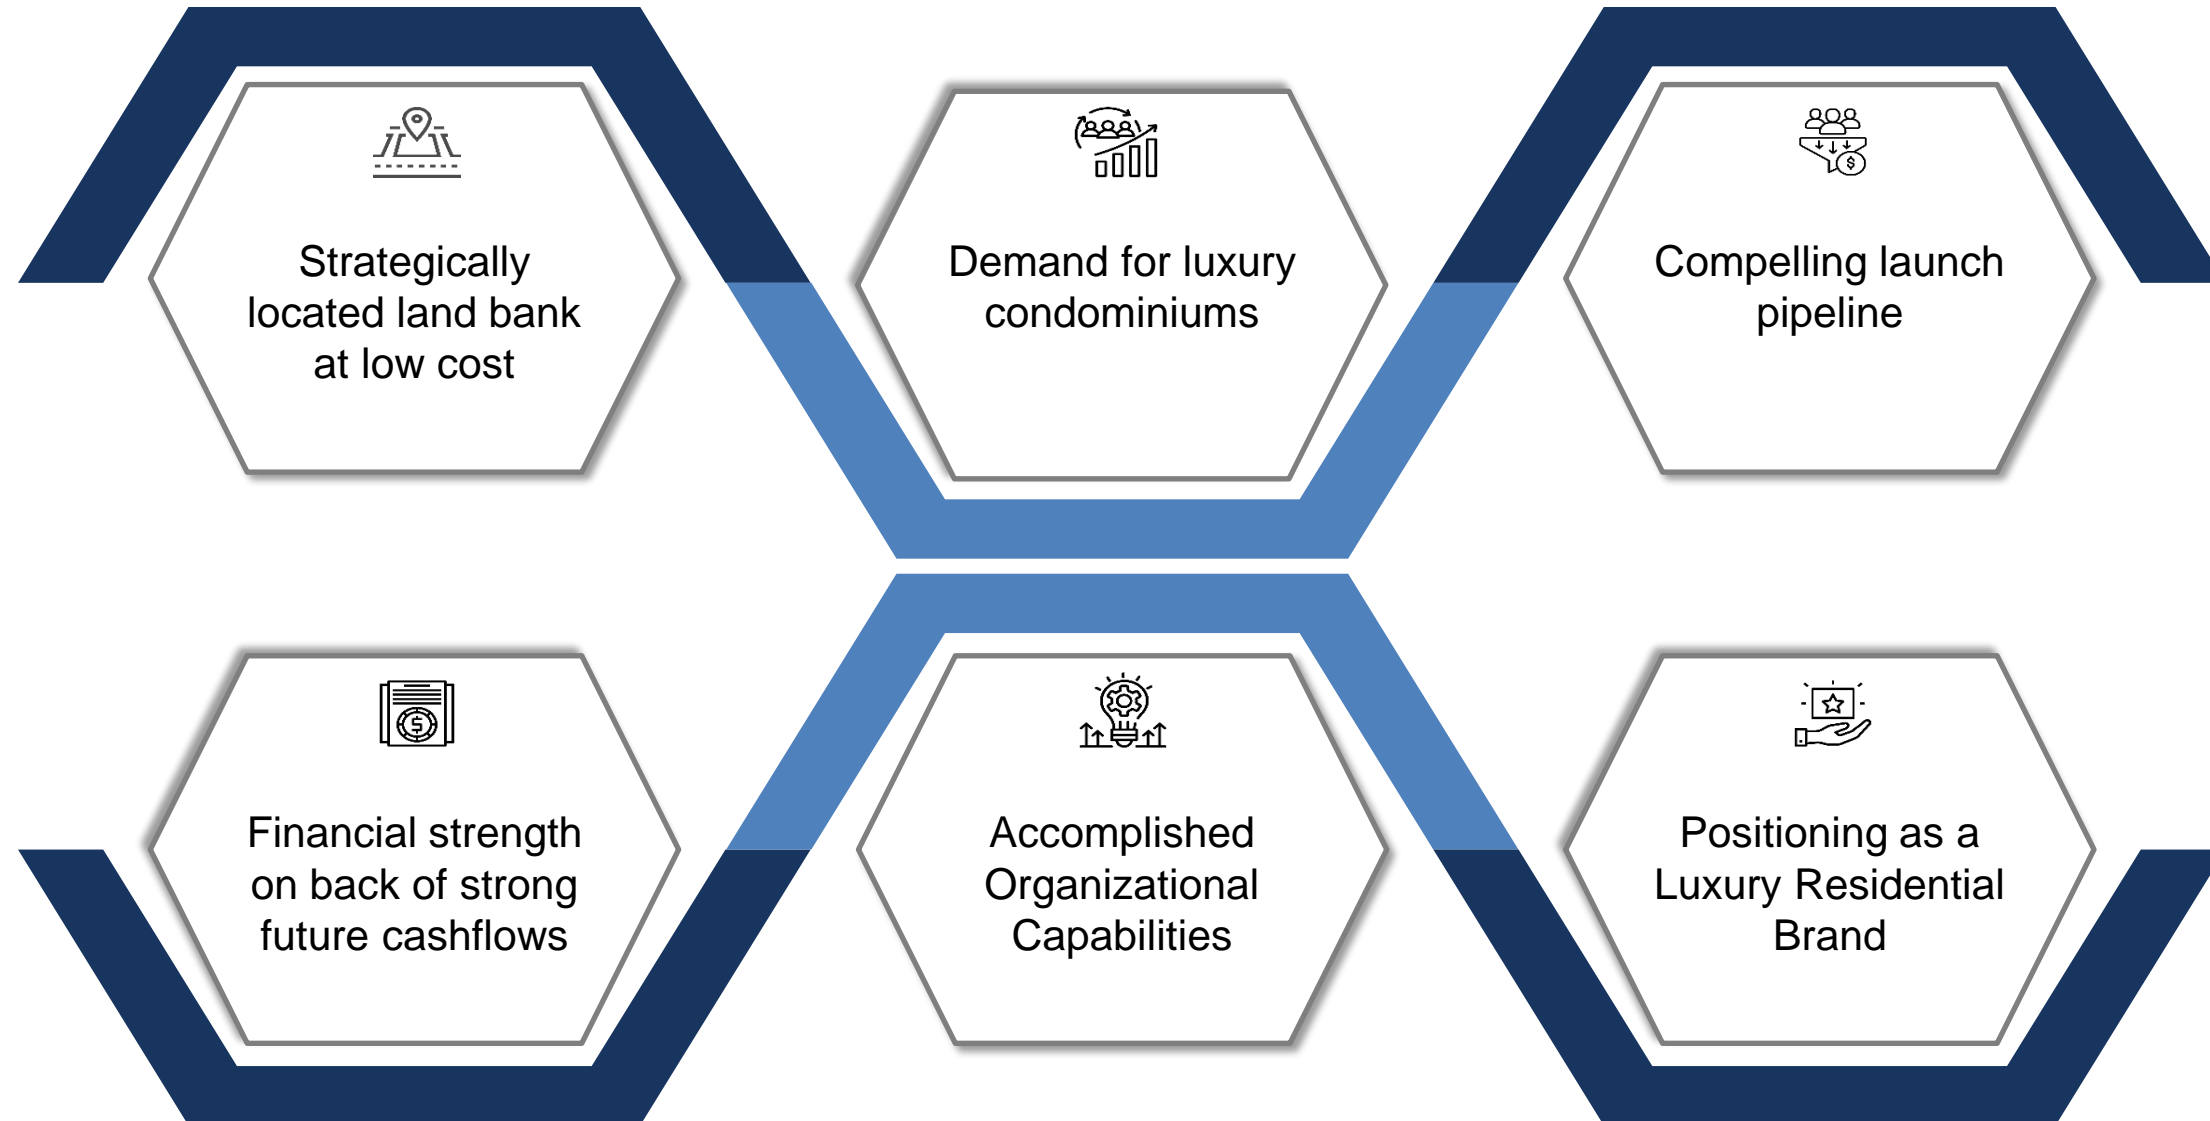 Strategically
located land bank
at low cost
Demand for luxury
condominiums
Compelling launch
pipeline
Financial strength
on back of strong
future cashflows
Accomplished
Organizational
Capabilities
Positioning as a
Luxury Residential
Brand